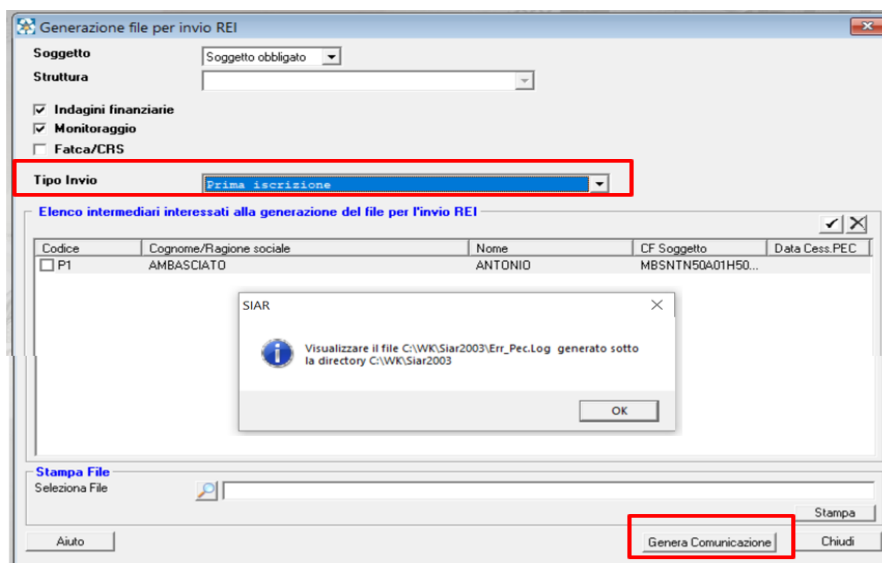 Generazione file per invio REI
Soggetto
Soggetto obbligato
Struttura
Indagini finanziarie
Monitoraggio
Fatca/CRS
Tipo Invio
Prima iscrizione
Elenco intermediari interessati alla generazione del file per l'invio REI
Codice Cognome/Ragione sociale Nome CF Soggetto Data Cess.PEC
P1 AMBASCIATO ANTONIO MBSNTN50A01H50...
SIAR
Visualizzare il file C:\WK\Siar2003\Err_Pec.Log generato sotto
la directory C:\WK\Siar2003
OK
Stampa File
Seleziona File
Stampa
Aiuto Genera Comunicazione Chiudi